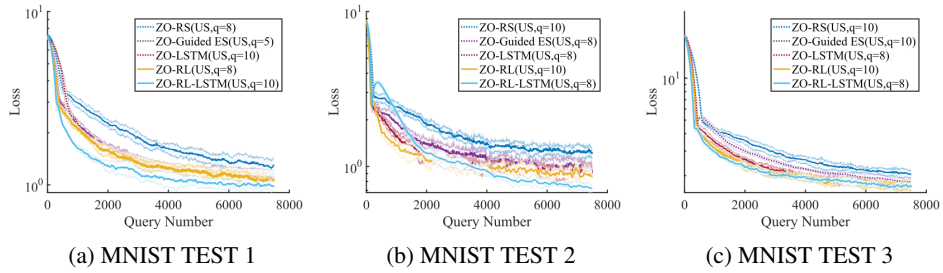 ZO-RS(US,q=8)
ZO-Guided ES(US,q=5)
ZO-LSTM(US,q=10)
ZO-RL(US,q=8)
ZO-RL-LSTM(US,q=10)
Loss
10^1
10^0
0 2000 4000 6000 8000
Query Number
(a) MNIST TEST 1
ZO-RS(US,q=10)
ZO-Guided ES(US,q=8)
ZO-LSTM(US,q=8)
ZO-RL(US,q=10)
ZO-RL-LSTM(US,q=8)
Loss
10^0
0 2000 4000 6000 8000
Query Number
(b) MNIST TEST 2
ZO-RS(US,q=10)
ZO-Guided ES(US,q=10)
ZO-LSTM(US,q=8)
ZO-RL(US,q=10)
ZO-RL-LSTM(US,q=8)
Loss
10^1
0 2000 4000 6000 8000
Query Number
(c) MNIST TEST 3